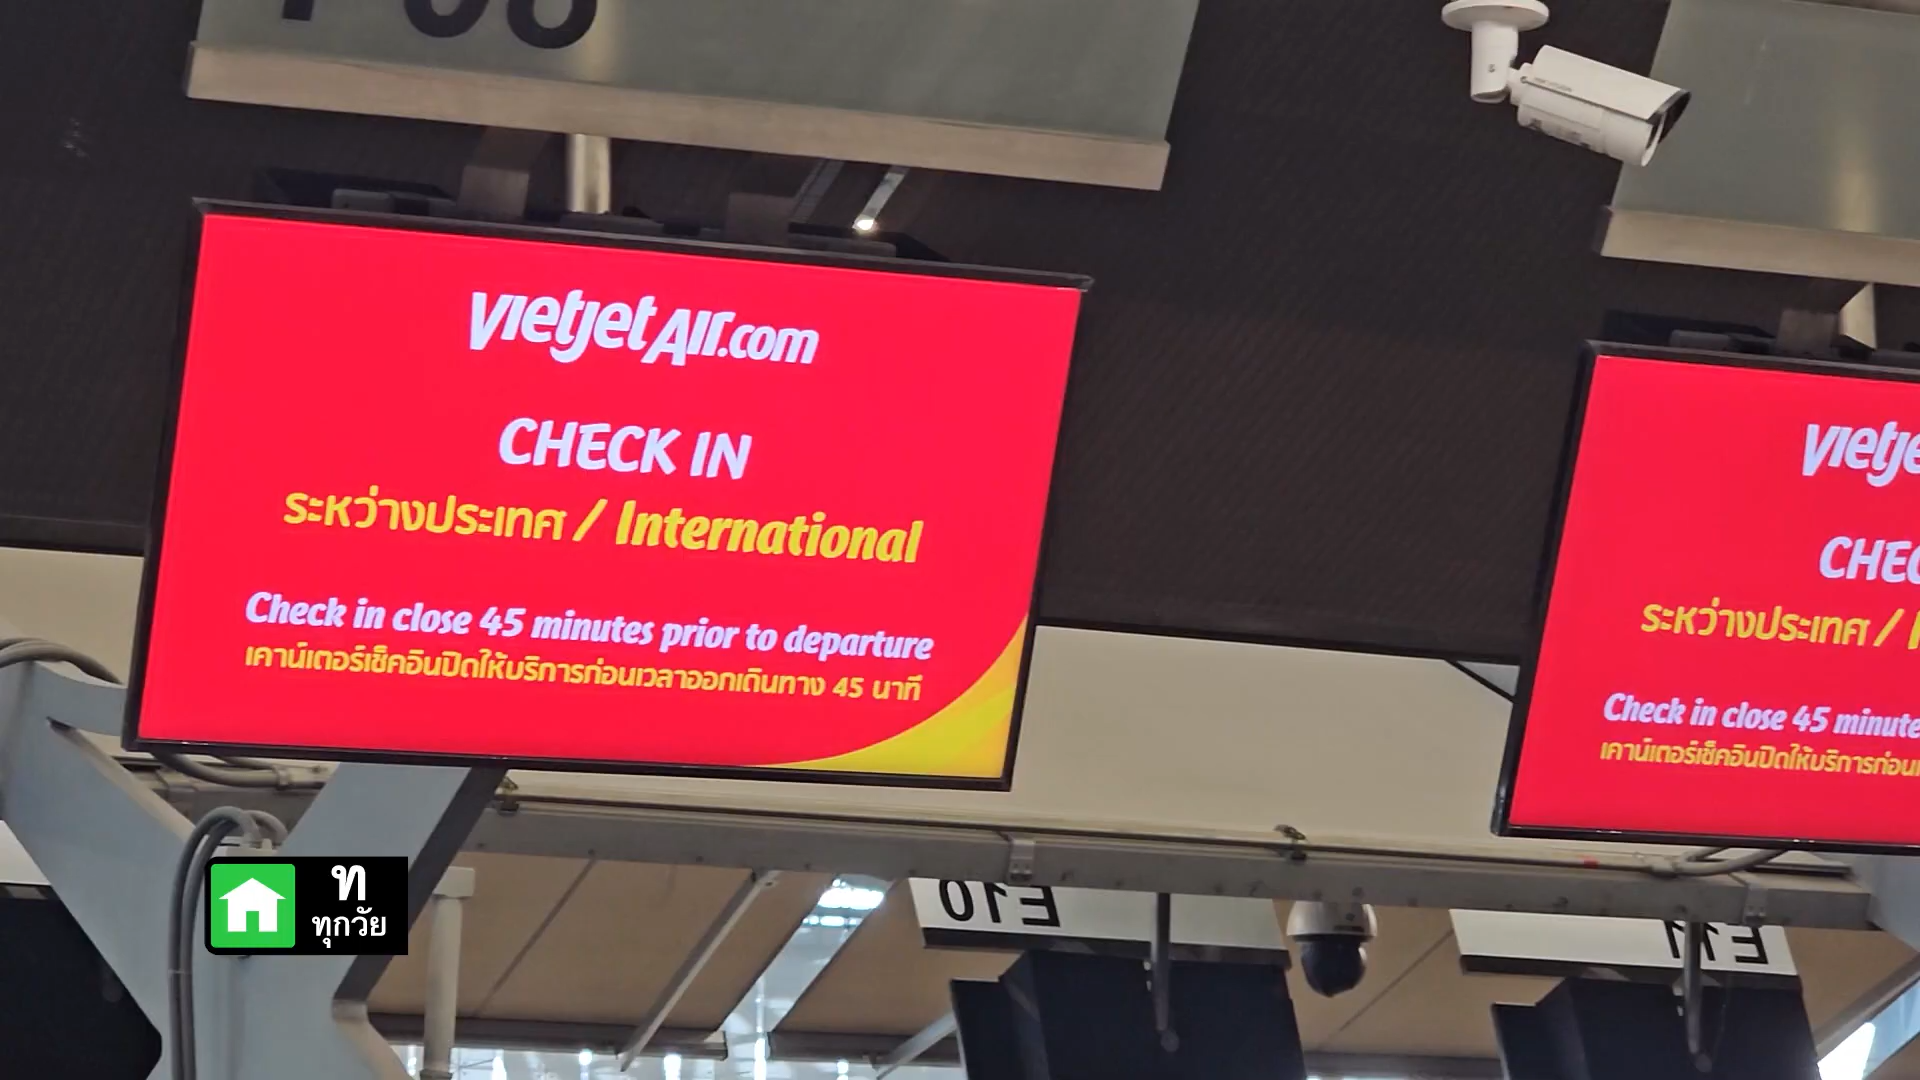 VietjetAir.com
CHECK IN
ระหว่างประเทศ / International
Check in close 45 minutes prior to departure
เคาน์เตอร์เช็คอินปิดให้บริการก่อนเวลาออกเดินทาง 45 นาที
Vietje
CHEC
ระหว่างประเทศ /
Check in close 45 minute
เคาน์เตอร์เช็คอินปิดให้บริการก่อน
ท
ทุกวัย
E10
E11